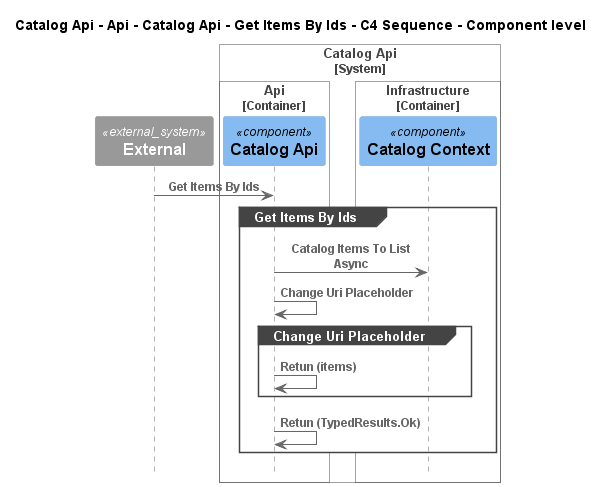 Catalog Api - Api - Catalog Api - Get Items By Ids - C4 Sequence - Component level
Catalog Api
[System]
Api
[Container]
Infrastructure
[Container]
«external_system»
External
«component»
Catalog Api
«component»
Catalog Context
Get Items By Ids
Get Items By Ids
Catalog Items To List
Async
Change Uri Placeholder
Change Uri Placeholder
Retun (items)
Retun (TypedResults.Ok)